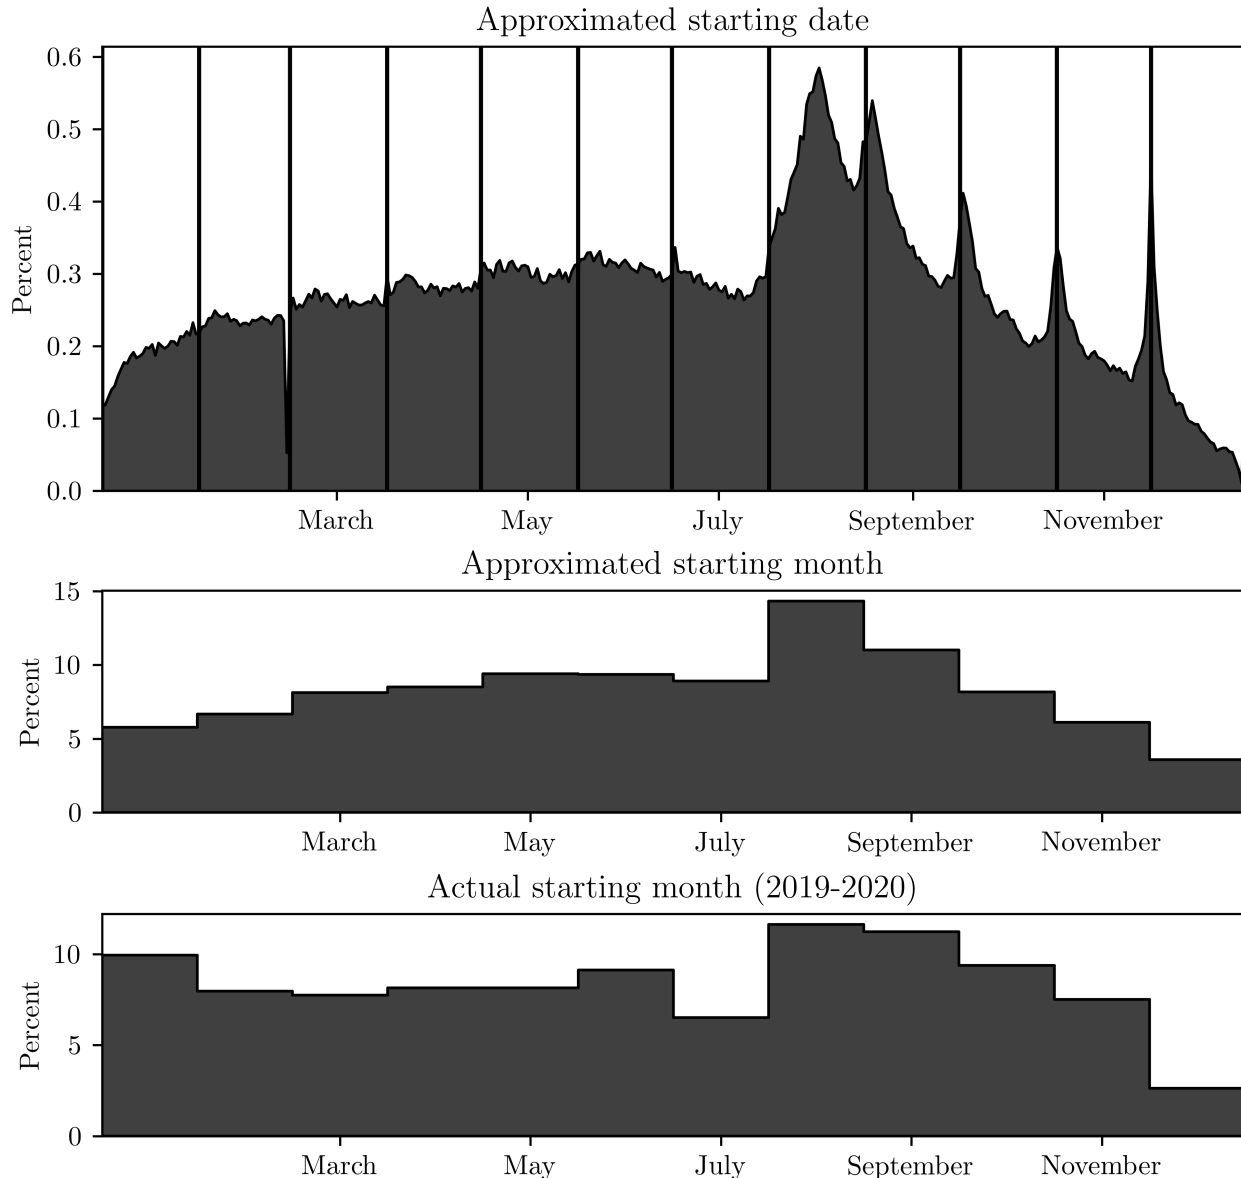 Approximated starting date
Percent
0.6
0.5
0.4
0.3
0.2
0.1
0.0
March May July September November
Approximated starting month
Percent
15
10
5
0
March May July September November
Actual starting month (2019-2020)
Percent
10
5
0
March May July September November